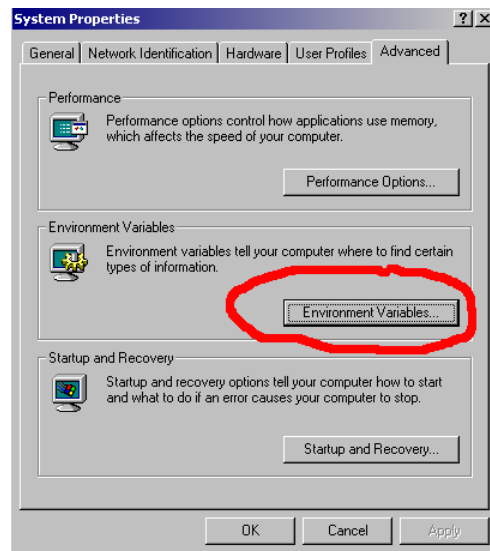 System Properties
General Network Identification Hardware User Profiles Advanced
Performance
Performance options control how applications use memory,
which affects the speed of your computer.
Performance Options...
Environment Variables
Environment variables tell your computer where to find certain
types of information.
Environment Variables...
Startup and Recovery
Startup and recovery options tell your computer how to start
and what to do if an error causes your computer to stop.
Startup and Recovery...
OK Cancel Apply